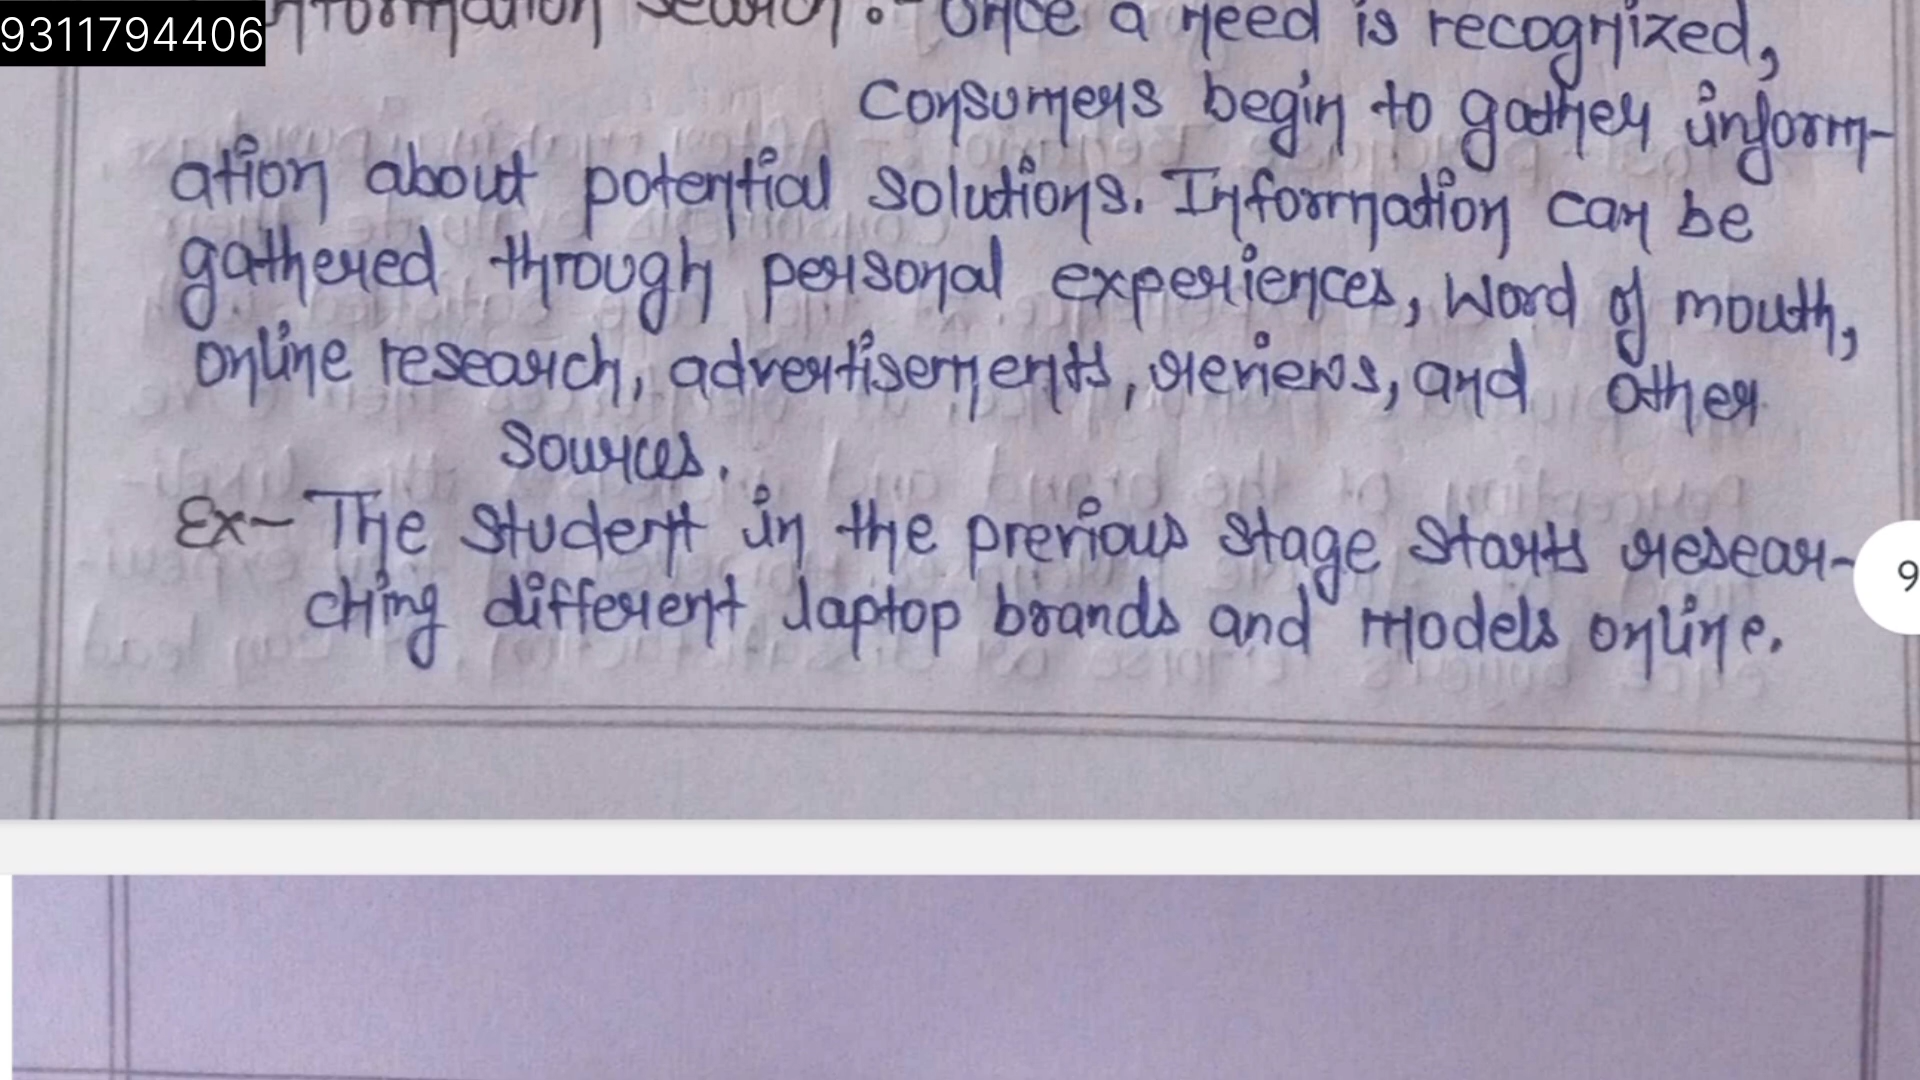 9311794406
Information search :- Once a need is recognized,
Consumers begin to gather inform-
ation about potential solutions. Information can be
gathered through personal experiences, word of mouth,
online research, advertisements, reviews, and other
sources.
Ex- The student in the previous stage starts resear-
ching different laptop brands and models online.
9